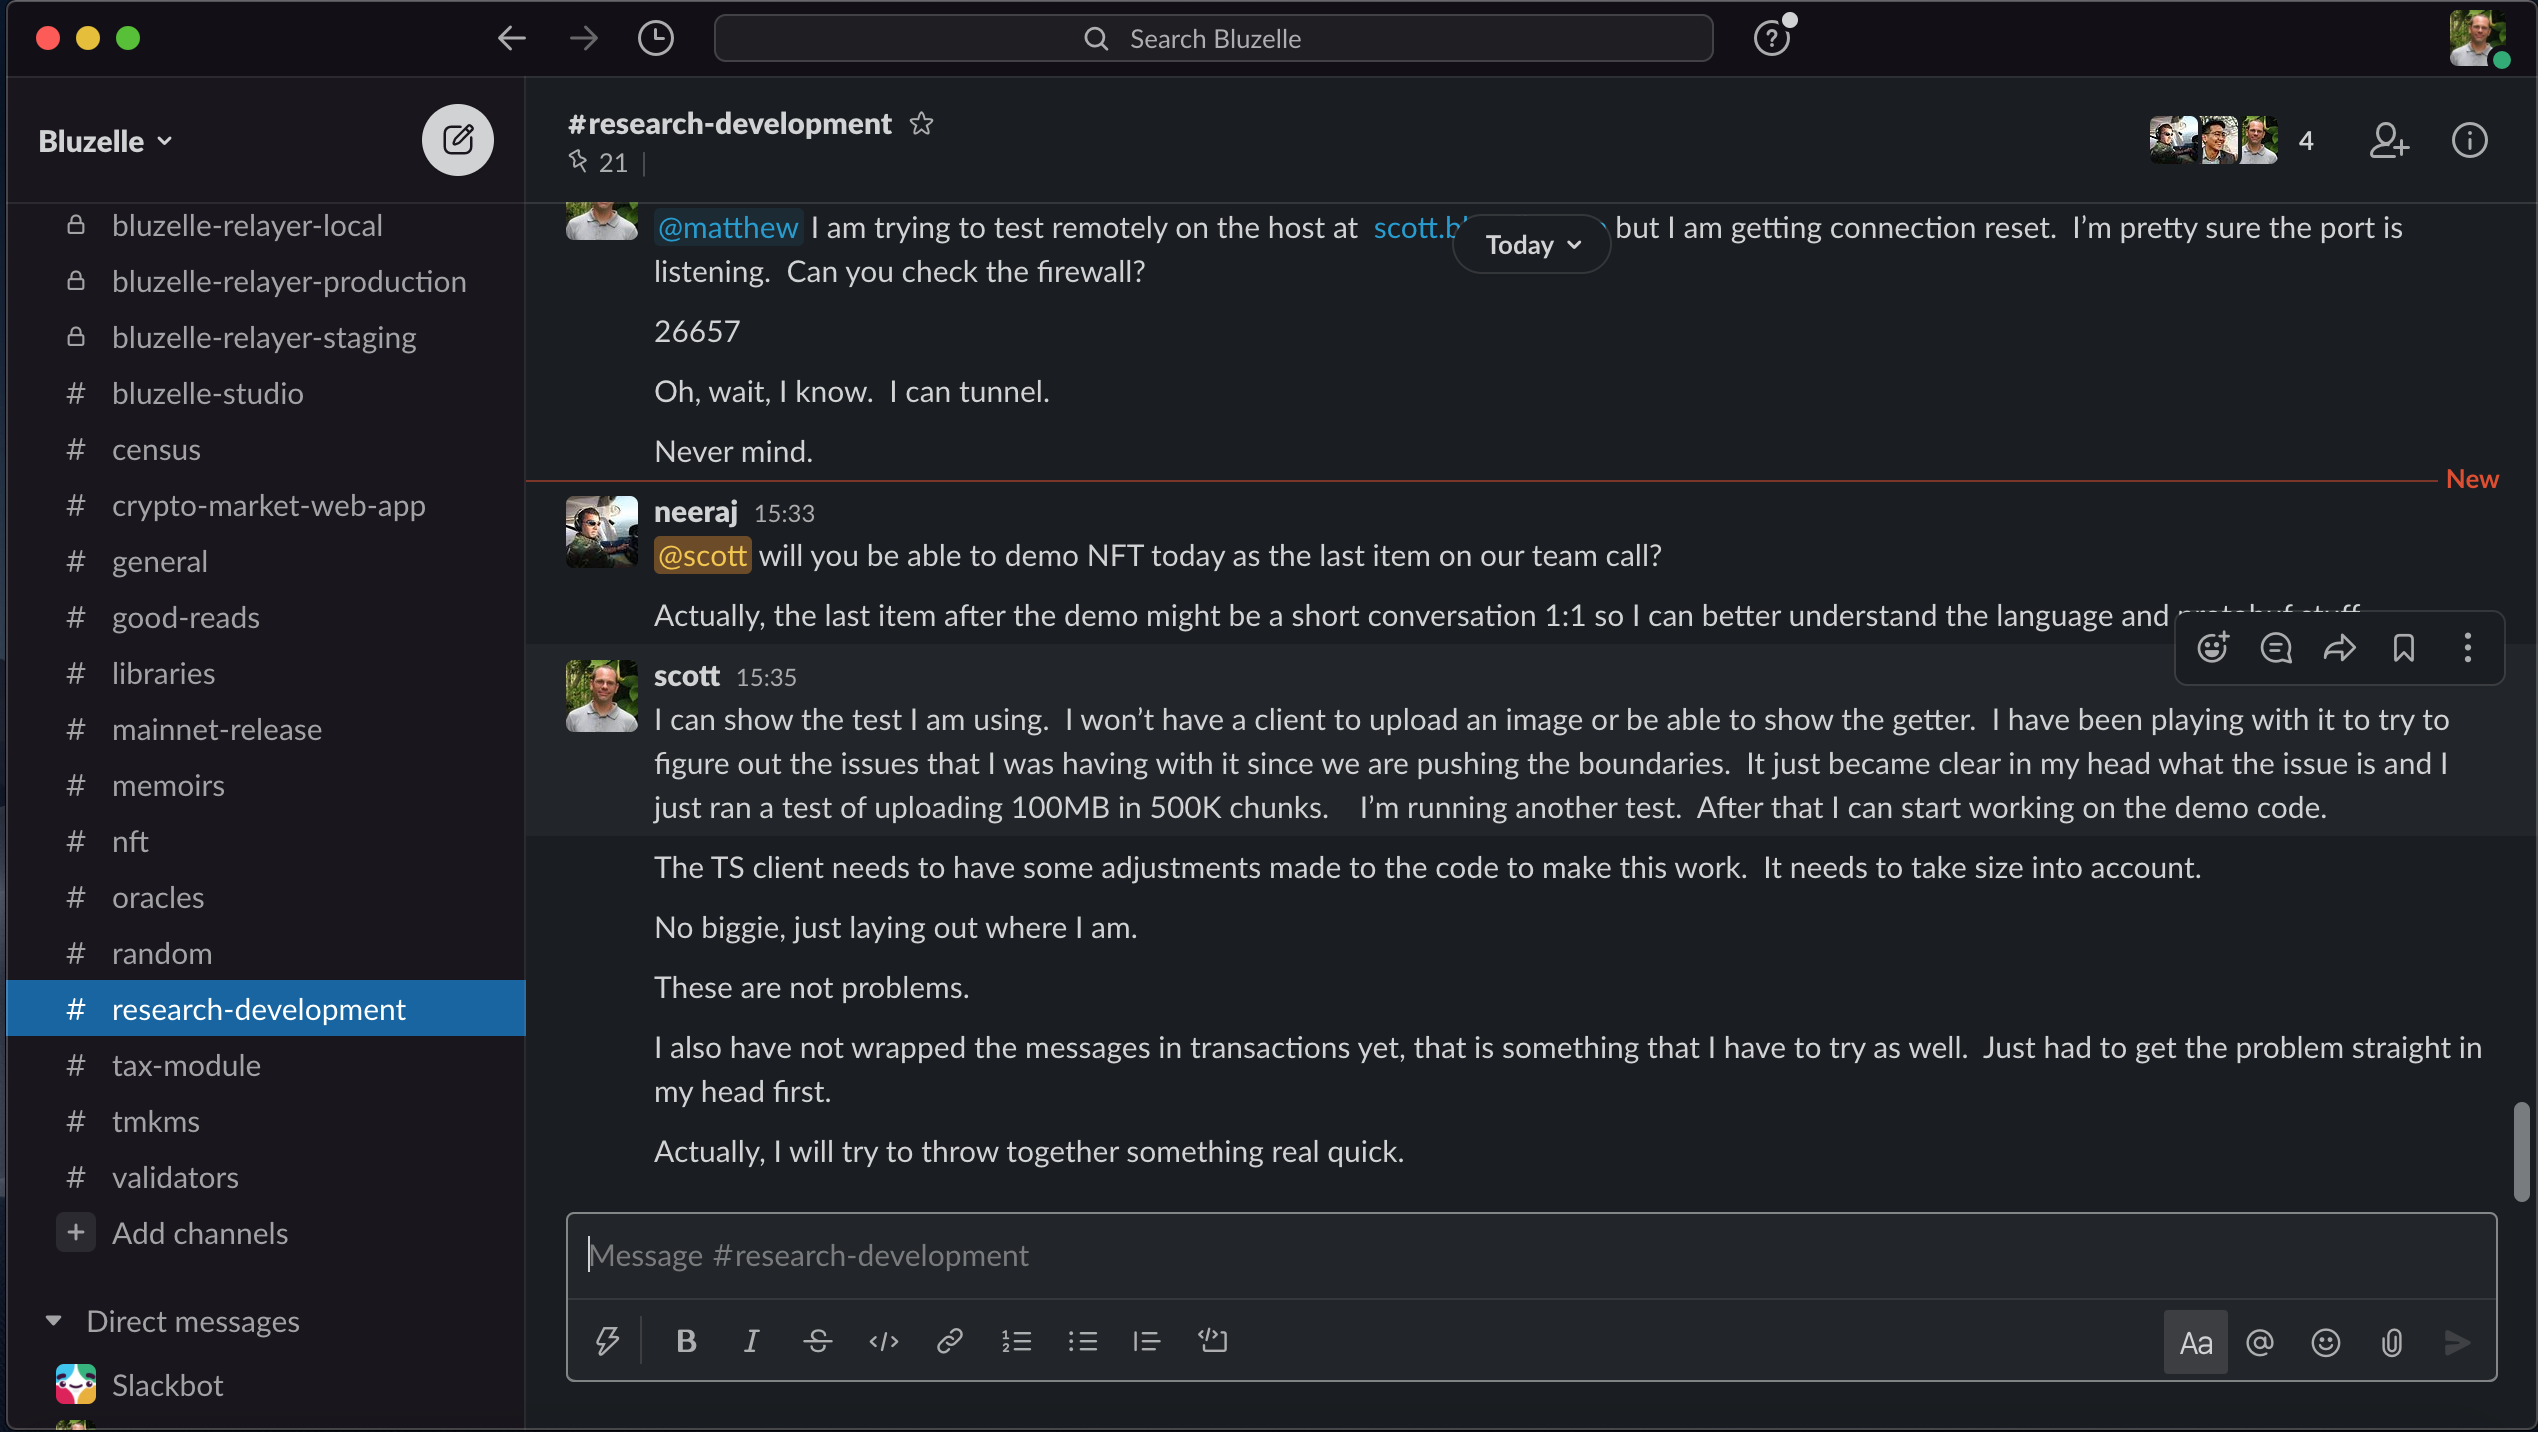 Search Bluzelle
Bluzelle
bluzelle-relayer-local
bluzelle-relayer-production
bluzelle-relayer-staging
# bluzelle-studio
# census
# crypto-market-web-app
# general
# good-reads
# libraries
# mainnet-release
# memoirs
# nft
# oracles
# random
# research-development
# tax-module
# tmkms
# validators
+ Add channels
Direct messages
Slackbot
#research-development
21
4
@matthew I am trying to test remotely on the host at scott.b but I am getting connection reset. I’m pretty sure the port is
Today
listening. Can you check the firewall?
26657
Oh, wait, I know. I can tunnel.
Never mind.
New
neeraj 15:33
@scott will you be able to demo NFT today as the last item on our team call?
Actually, the last item after the demo might be a short conversation 1:1 so I can better understand the language and protobuf stuff
scott 15:35
I can show the test I am using. I won’t have a client to upload an image or be able to show the getter. I have been playing with it to try to
figure out the issues that I was having with it since we are pushing the boundaries. It just became clear in my head what the issue is and I
just ran a test of uploading 100MB in 500K chunks. I’m running another test. After that I can start working on the demo code.
The TS client needs to have some adjustments made to the code to make this work. It needs to take size into account.
No biggie, just laying out where I am.
These are not problems.
I also have not wrapped the messages in transactions yet, that is something that I have to try as well. Just had to get the problem straight in
my head first.
Actually, I will try to throw together something real quick.
Message #research-development
B I S </> Aa @